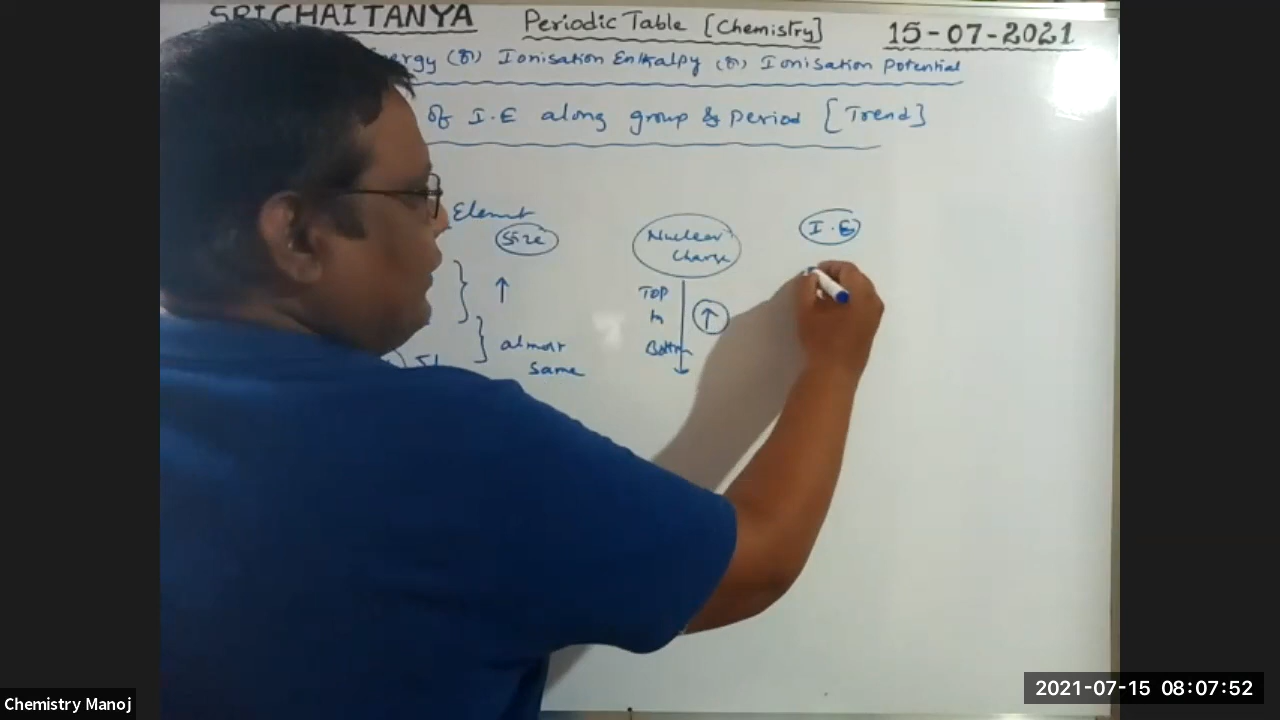 SRICHAITANYA Periodic Table [Chemistry] 15-07-2021
ergy (or) Ionisation Enthalpy (or) Ionisation Potential
of I.E along group & Period [Trend]
Element
Size
Nuclear
Charge
I.E
↑
Top
to
Bottom
↑
almost
same
Chemistry Manoj
2021-07-15 08:07:52